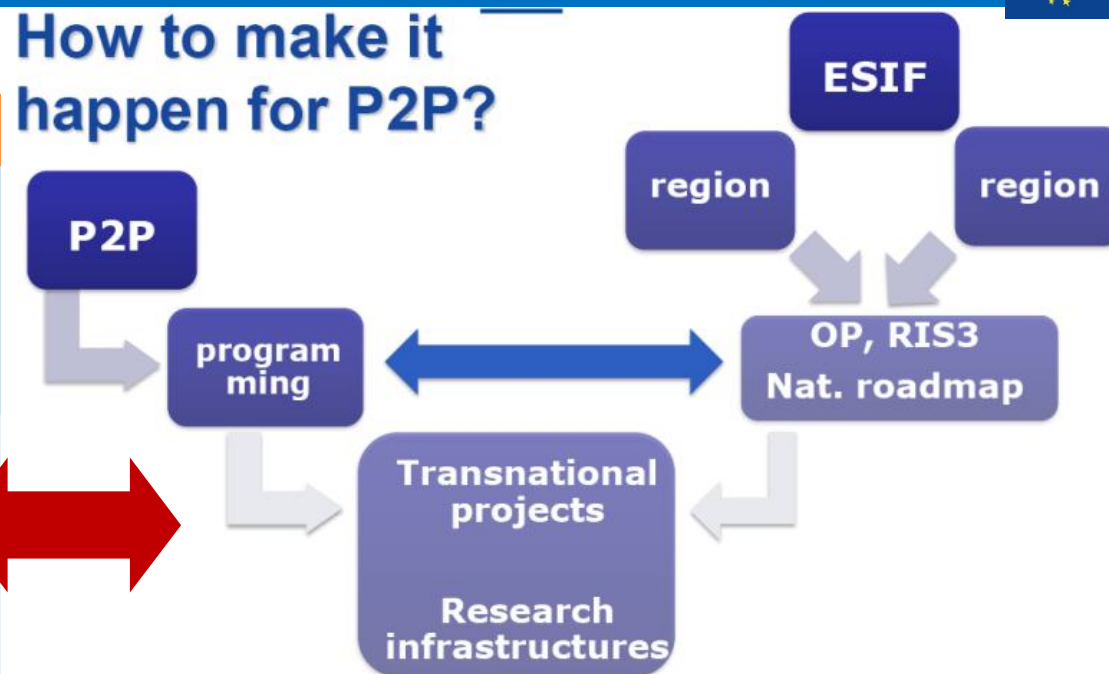 How to make it
happen for P2P?
ESIF
region
region
P2P
program
ming
OP, RIS3
Nat. roadmap
Transnational
projects
Research
infrastructures